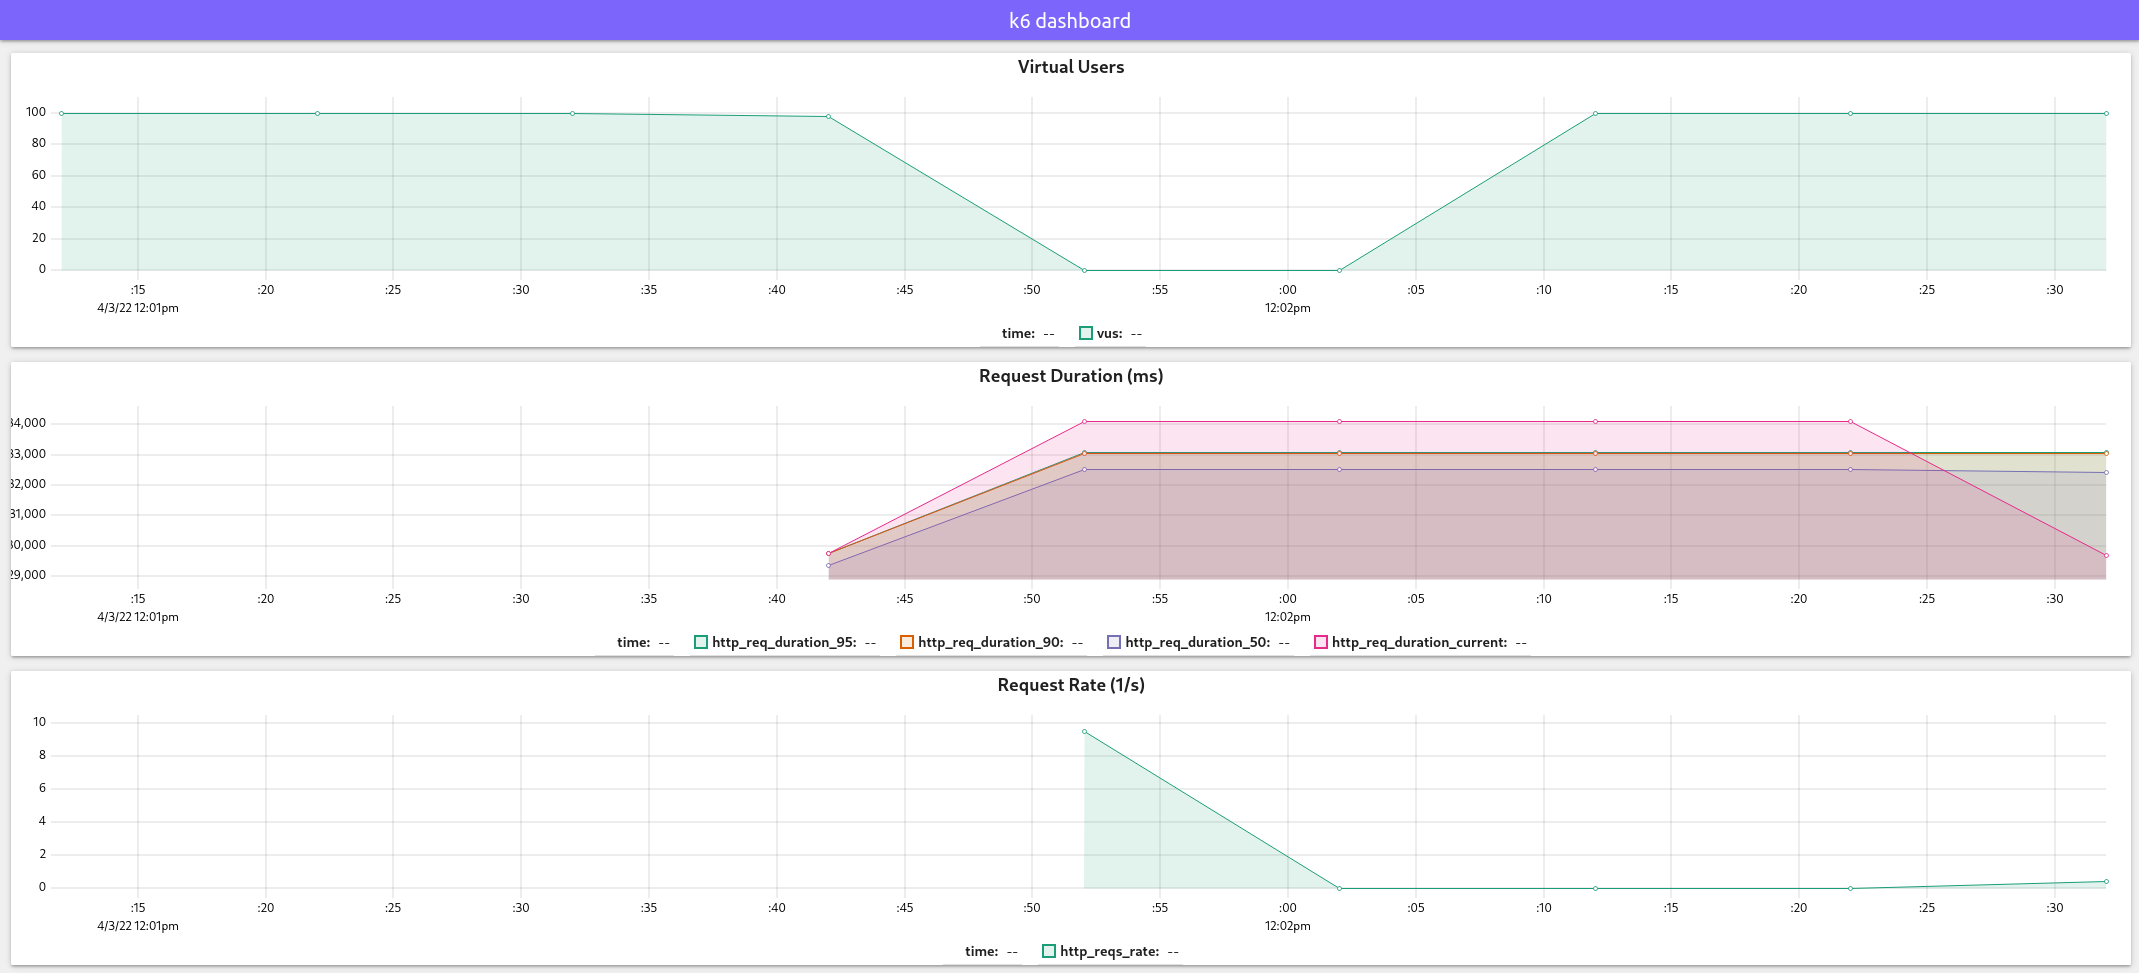 k6 dashboard
Virtual Users
100
80
60
40
20
0
:15 :20 :25 :30 :35 :40 :45 :50 :55 :00 :05 :10 :15 :20 :25 :30
4/3/22 12:01pm 12:02pm
time: -- vus: --
Request Duration (ms)
34,000
33,000
32,000
31,000
30,000
29,000
:15 :20 :25 :30 :35 :40 :45 :50 :55 :00 :05 :10 :15 :20 :25 :30
4/3/22 12:01pm 12:02pm
time: -- http_req_duration_95: -- http_req_duration_90: -- http_req_duration_50: -- http_req_duration_current: --
Request Rate (1/s)
10
8
6
4
2
0
:15 :20 :25 :30 :35 :40 :45 :50 :55 :00 :05 :10 :15 :20 :25 :30
4/3/22 12:01pm 12:02pm
time: -- http_reqs_rate: --